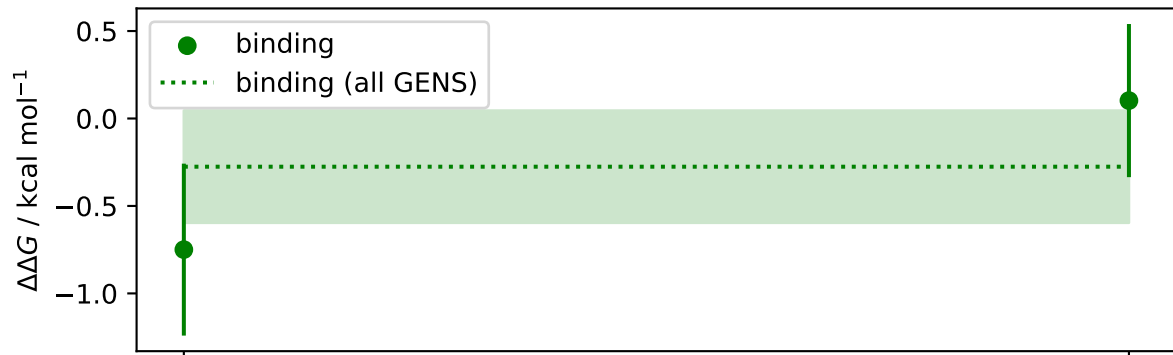 0.5
0.0
−0.5
−1.0
ΔΔG / kcal mol⁻¹
binding
binding (all GENS)